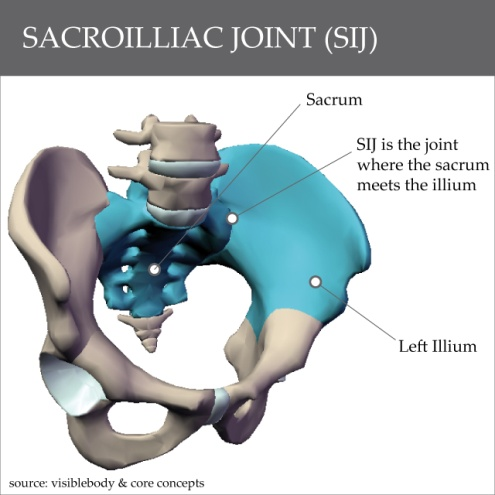 SACROILLIAC JOINT (SIJ)
Sacrum
SIJ is the joint
where the sacrum
meets the illium
Left Illium
source: visiblebody & core concepts